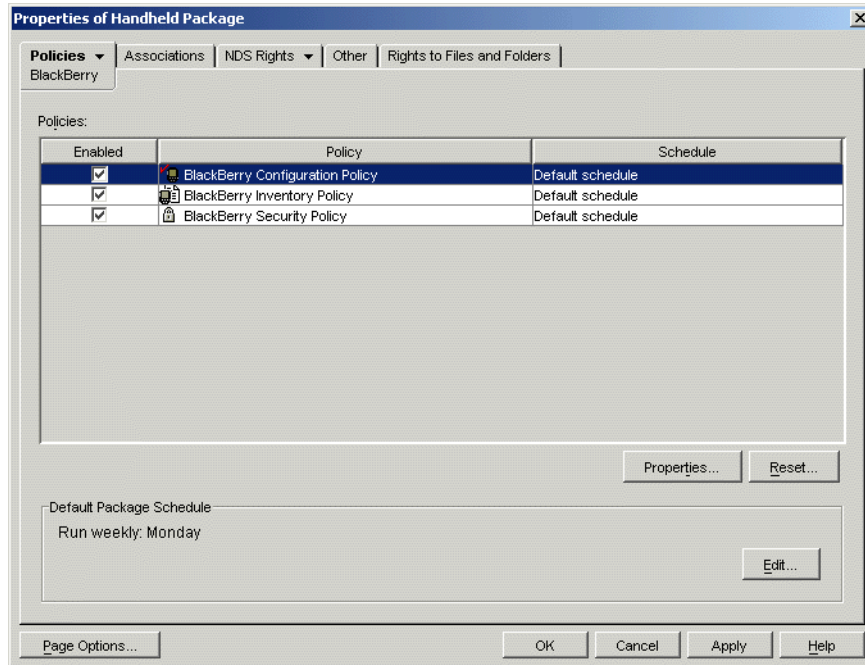 Properties of Handheld Package
Policies Associations NDS Rights Other Rights to Files and Folders
BlackBerry
Policies:
Enabled Policy Schedule
BlackBerry Configuration Policy Default schedule
BlackBerry Inventory Policy Default schedule
BlackBerry Security Policy Default schedule
Properties... Reset...
Default Package Schedule
Run weekly: Monday
Edit...
Page Options... OK Cancel Apply Help